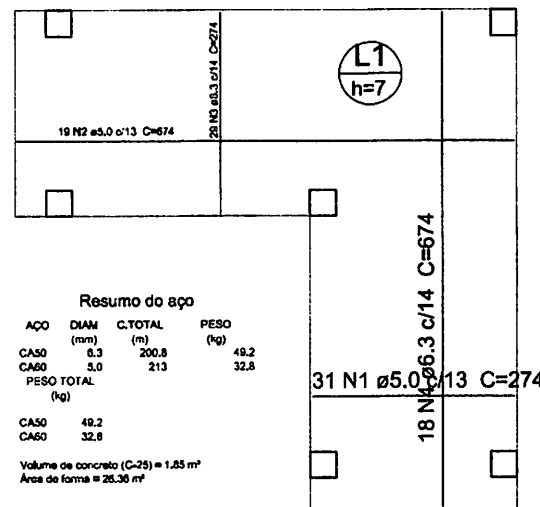 L1
h=7
29 N3 ø6.3 c/14 C=274
19 N2 ø5.0 c/13 C=674
18 N4 ø6.3 c/14 C=674
31 N1 ø5.0 c/13 C=274
Resumo do aço
AÇO DIAM C.TOTAL PESO
(mm) (m) (kg)
CA50 6.3 200.8 49.2
CA60 5.0 213 32.8
PESO TOTAL
(kg)
CA50 49.2
CA60 32.8
Volume de concreto (C-25) = 1.85 m³
Área de forma = 26.36 m²